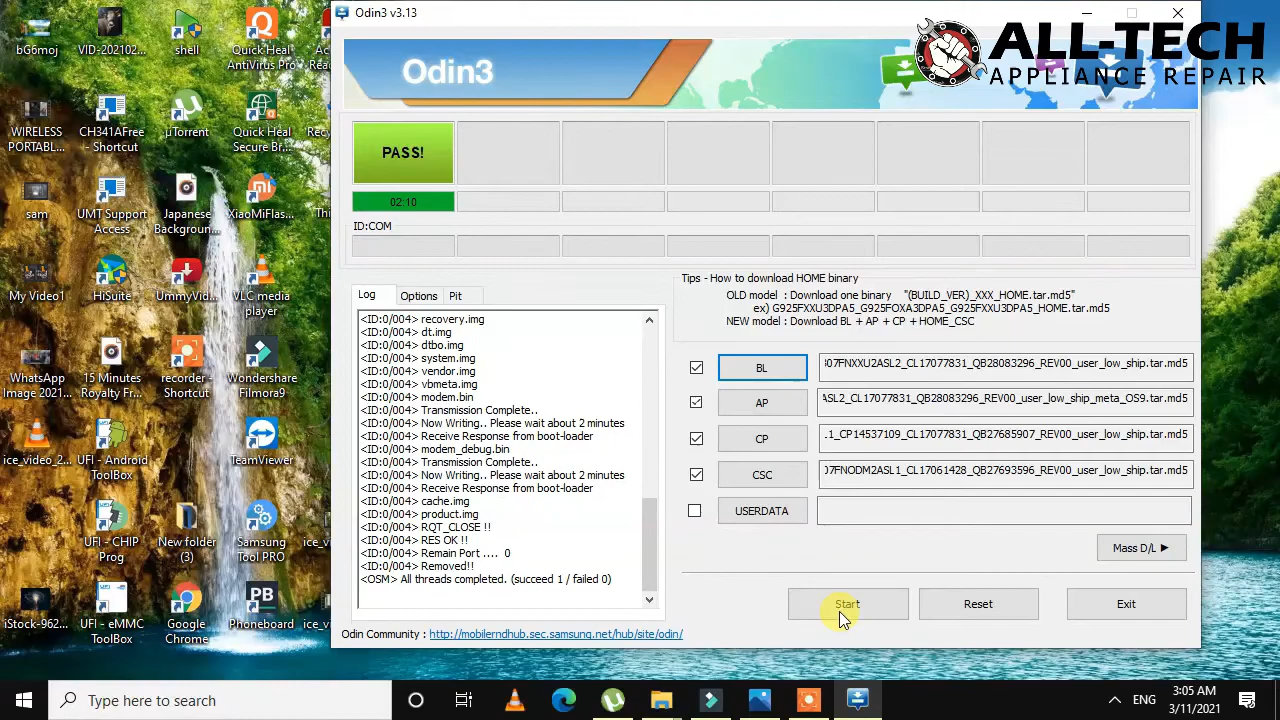 Odin3 v3.13
ALL-TECH
APPLIANCE REPAIR
Odin3
PASS!
02:10
ID:COM
Log
Options
Pit
<ID:0/004> recovery.img
<ID:0/004> dt.img
<ID:0/004> dtbo.img
<ID:0/004> system.img
<ID:0/004> vendor.img
<ID:0/004> vbmeta.img
<ID:0/004> modem.bin
<ID:0/004> Transmission Complete..
<ID:0/004> Now Writing.. Please wait about 2 minutes
<ID:0/004> Receive Response from boot-loader
<ID:0/004> modem_debug.bin
<ID:0/004> Transmission Complete..
<ID:0/004> Now Writing.. Please wait about 2 minutes
<ID:0/004> Receive Response from boot-loader
<ID:0/004> cache.img
<ID:0/004> product.img
<ID:0/004> RQT_CLOSE !!
<ID:0/004> RES OK !!
<ID:0/004> Remain Port .... 0
<ID:0/004> Removed!!
<OSM> All threads completed. (succeed 1 / failed 0)
Tips - How to download HOME binary
OLD model : Download one binary "(BUILD_VER)_XXX_HOME.tar.md5"
ex) G925FXXU3DPA5_G925FOXA3DPA5_G925FXXU3DPA5_HOME.tar.md5
NEW model : Download BL + AP + CP + HOME_CSC
BL
307FNXXU2ASL2_CL17077831_QB28083296_REV00_user_low_ship.tar.md5
AP
ASL2_CL17077831_QB28083296_REV00_user_low_ship_meta_OS9.tar.md5
CP
.1_CP14537109_CL17077831_QB27685907_REV00_user_low_ship.tar.md5
CSC
07FNODM2ASL1_CL17061428_QB27693596_REV00_user_low_ship.tar.md5
USERDATA
Mass D/L ►
Start
Reset
Exit
Odin Community : http://mobilerndhub.sec.samsung.net/hub/site/odin/
bG6moj
VID-202102...
shell
Quick Heal
AntiVirus Pro
WIRELESS
PORTABL...
CH341AFree
- Shortcut
µTorrent
Quick Heal
Secure Br...
sam
UMT Support
Access
Japanese
Backgroun...
XiaoMiFlas...
My Video1
HiSuite
UmmyVid...
VLC media
player
WhatsApp
Image 2021...
15 Minutes
Royalty Fr...
recorder -
Shortcut
Wondershare
Filmora9
ice_video_2...
UFI - Android
ToolBox
TeamViewer
UFI - CHIP
Prog
New folder
(3)
Samsung
Tool PRO
iStock-962...
UFI - eMMC
ToolBox
Google
Chrome
Phoneboard
Type here to search
ENG
3:05 AM
3/11/2021